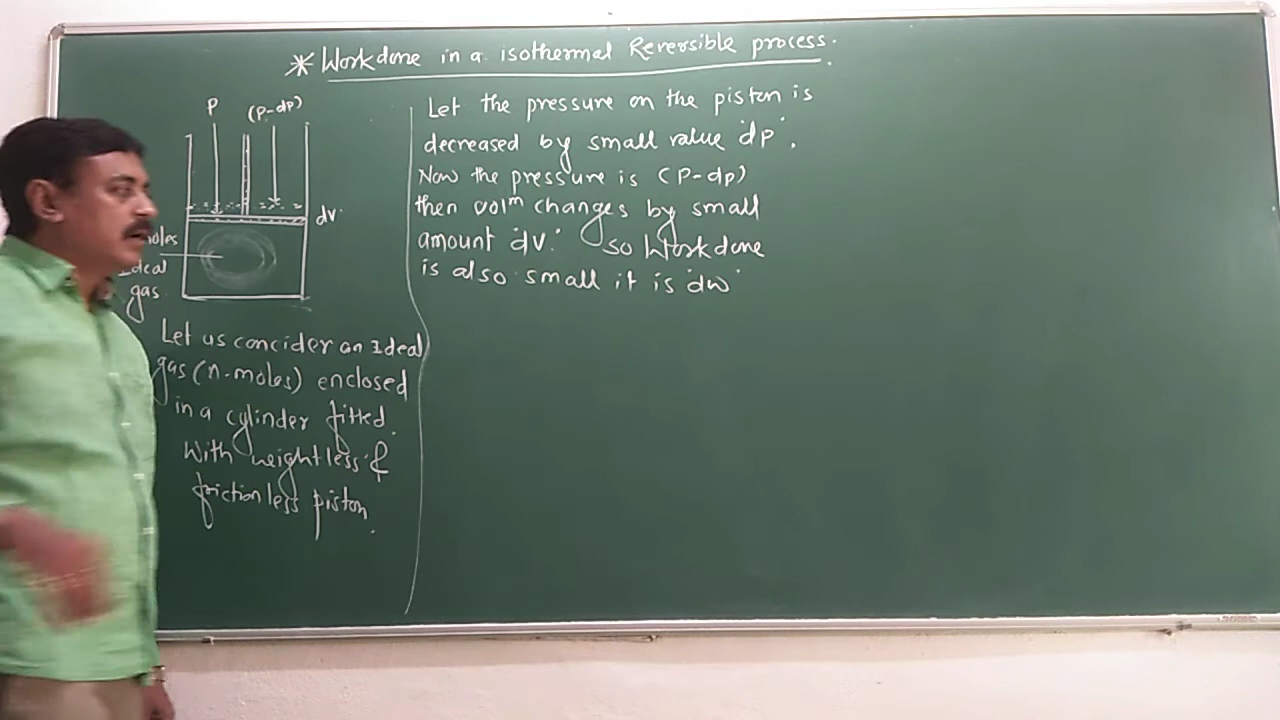 * Workdone in a isothermal Reversible process.
P (P-dp)
dv
moles
Ideal
gas
Let us concider an Ideal
gas (n-moles) enclosed
in a cylinder fitted
With weightless &
frictionless piston.
Let the pressure on the piston is
decreased by small value 'dp'.
Now the pressure is (P-dp)
then volm changes by small
amount 'dv.' so Workdone
is also small it is 'dw'